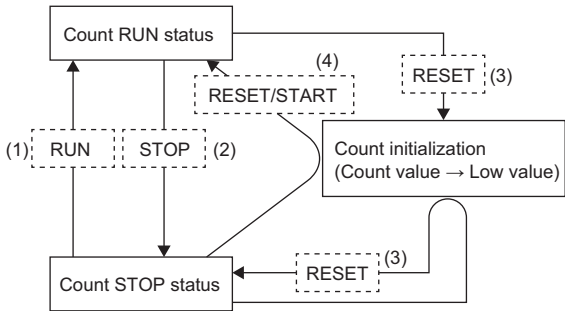 Count RUN status
(4)
RESET/START
RESET
(3)
(1)
RUN
STOP
(2)
Count initialization
(Count value → Low value)
Count STOP status
RESET
(3)